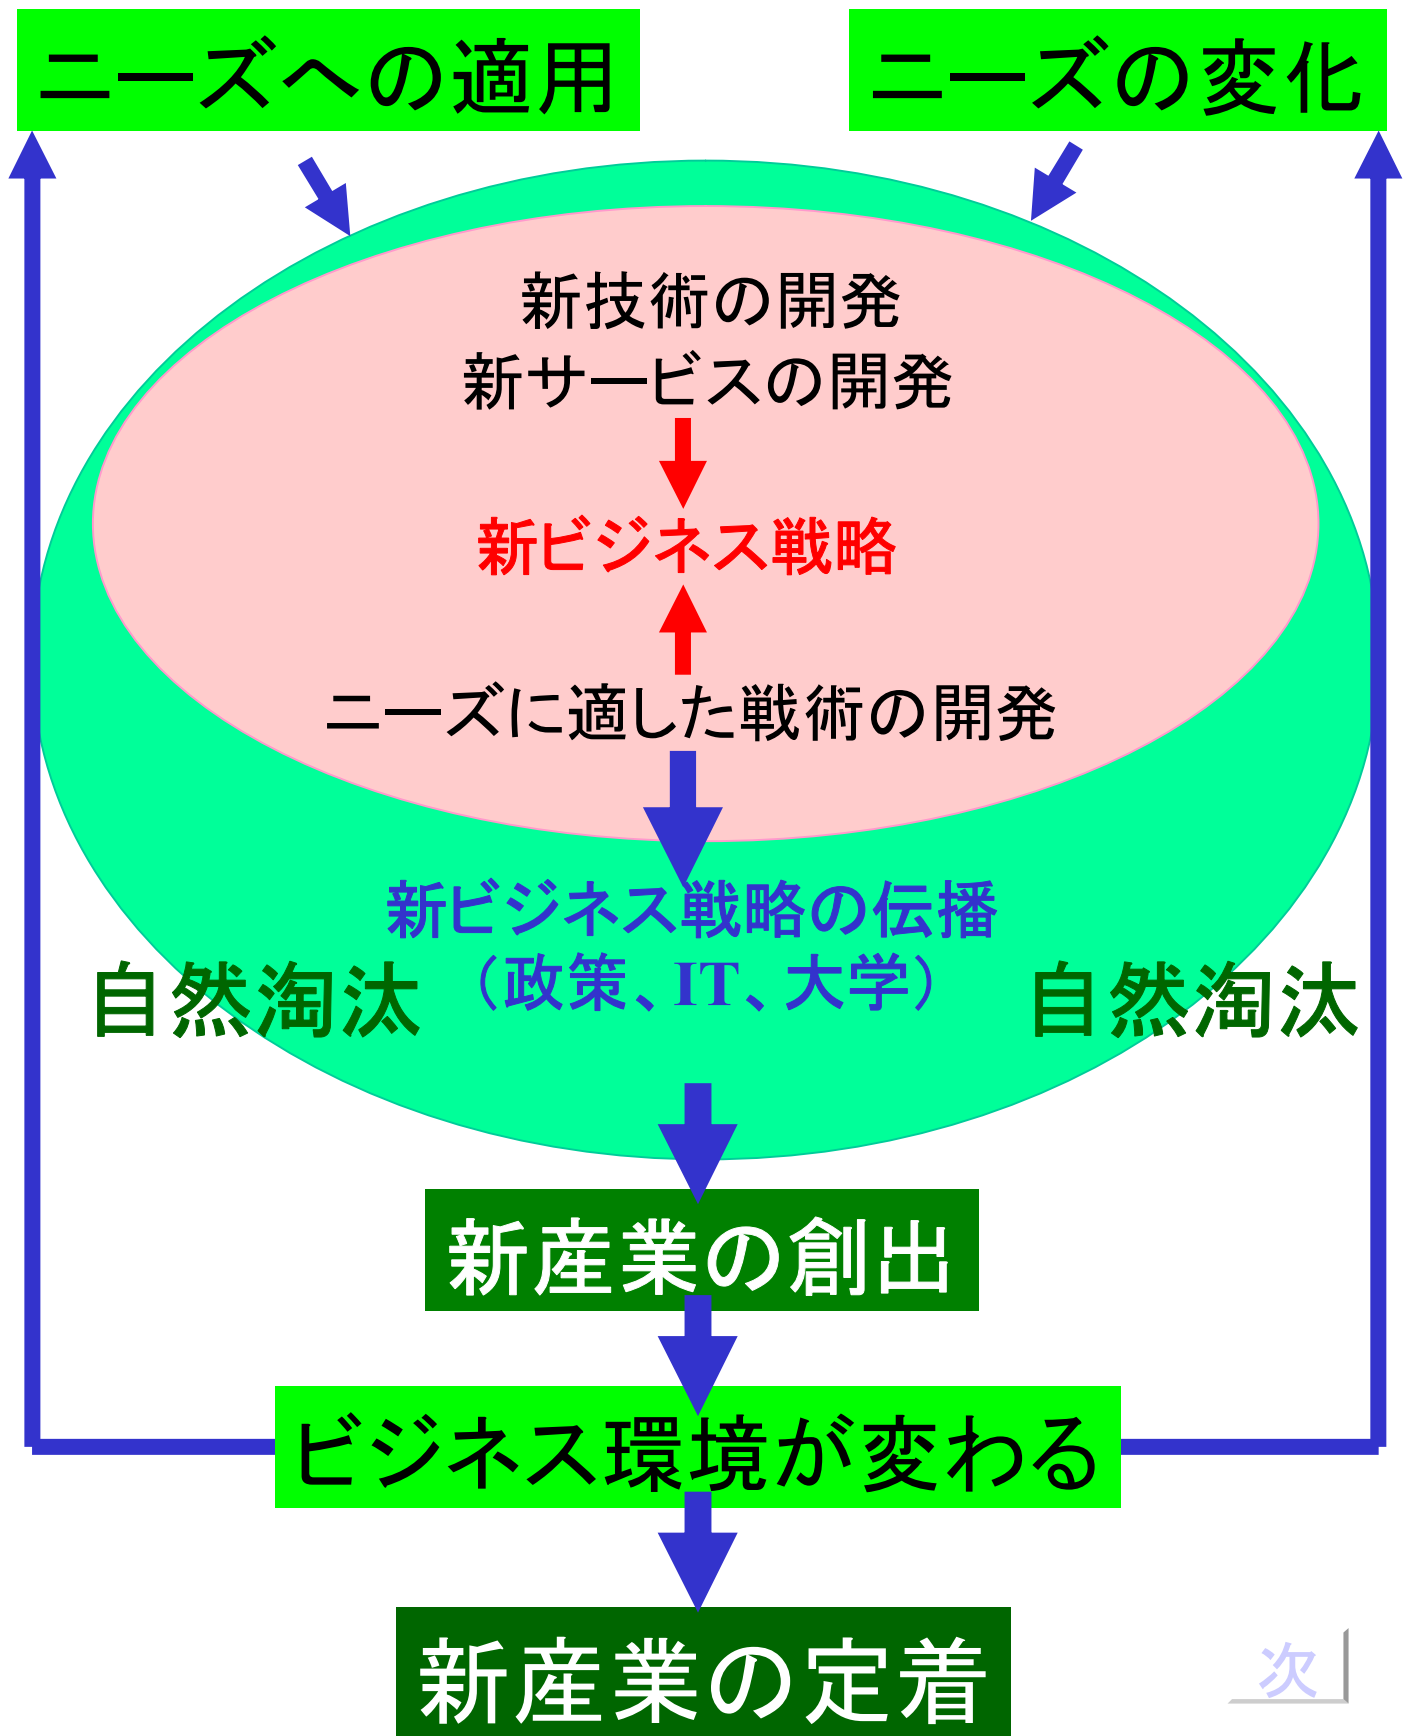 ニーズへの適用
ニーズの変化
新技術の開発
新サービスの開発
新ビジネス戦略
ニーズに適した戦術の開発
新ビジネス戦略の伝播
（政策、IT、大学）
自然淘汰
自然淘汰
新産業の創出
ビジネス環境が変わる
新産業の定着
次